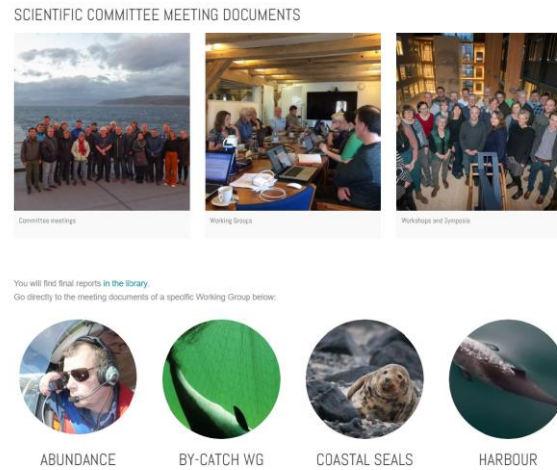 SCIENTIFIC COMMITTEE MEETING DOCUMENTS
Committee meetings
Working Groups
Workshops and Symposia
You will find final reports in the library.
Go directly to the meeting documents of a specific Working Group below:
ABUNDANCE
BY-CATCH WG
COASTAL SEALS
HARBOUR